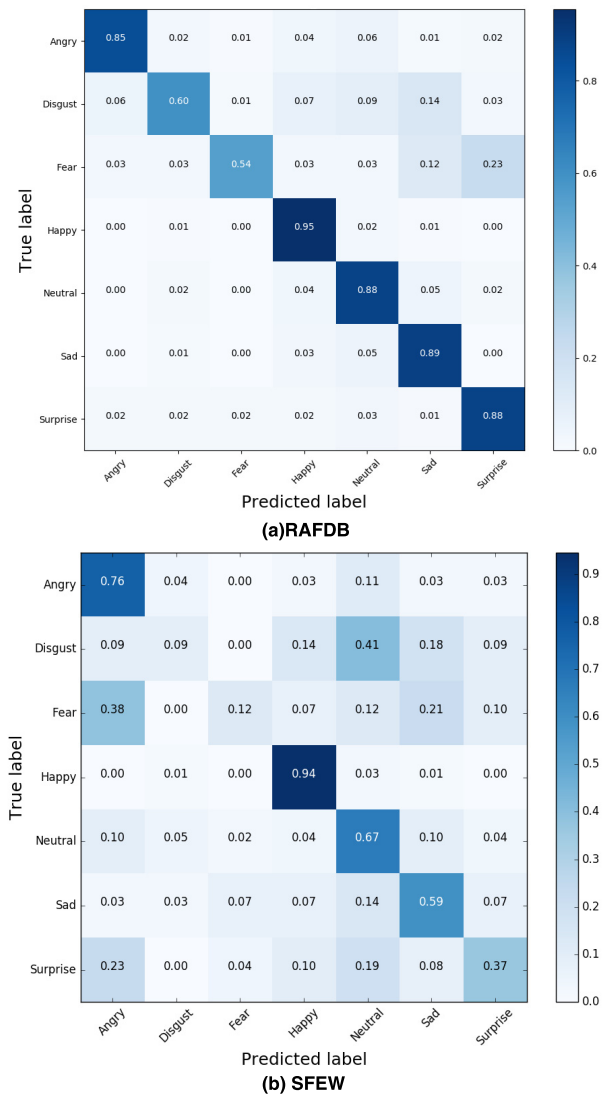 Angry 0.85 0.02 0.01 0.04 0.06 0.01 0.02
Disgust 0.06 0.60 0.01 0.07 0.09 0.14 0.03
Fear 0.03 0.03 0.54 0.03 0.03 0.12 0.23
Happy 0.00 0.01 0.00 0.95 0.02 0.01 0.00
Neutral 0.00 0.02 0.00 0.04 0.88 0.05 0.02
Sad 0.00 0.01 0.00 0.03 0.05 0.89 0.00
Surprise 0.02 0.02 0.02 0.02 0.03 0.01 0.88
True label
Angry Disgust Fear Happy Neutral Sad Surprise
Predicted label
0.8
0.6
0.4
0.2
0.0
(a)RAFDB
Angry 0.76 0.04 0.00 0.03 0.11 0.03 0.03
Disgust 0.09 0.09 0.00 0.14 0.41 0.18 0.09
Fear 0.38 0.00 0.12 0.07 0.12 0.21 0.10
Happy 0.00 0.01 0.00 0.94 0.03 0.01 0.00
Neutral 0.10 0.05 0.02 0.04 0.67 0.10 0.04
Sad 0.03 0.03 0.07 0.07 0.14 0.59 0.07
Surprise 0.23 0.00 0.04 0.10 0.19 0.08 0.37
True label
Angry Disgust Fear Happy Neutral Sad Surprise
Predicted label
0.9
0.8
0.7
0.6
0.5
0.4
0.3
0.2
0.1
0.0
(b) SFEW